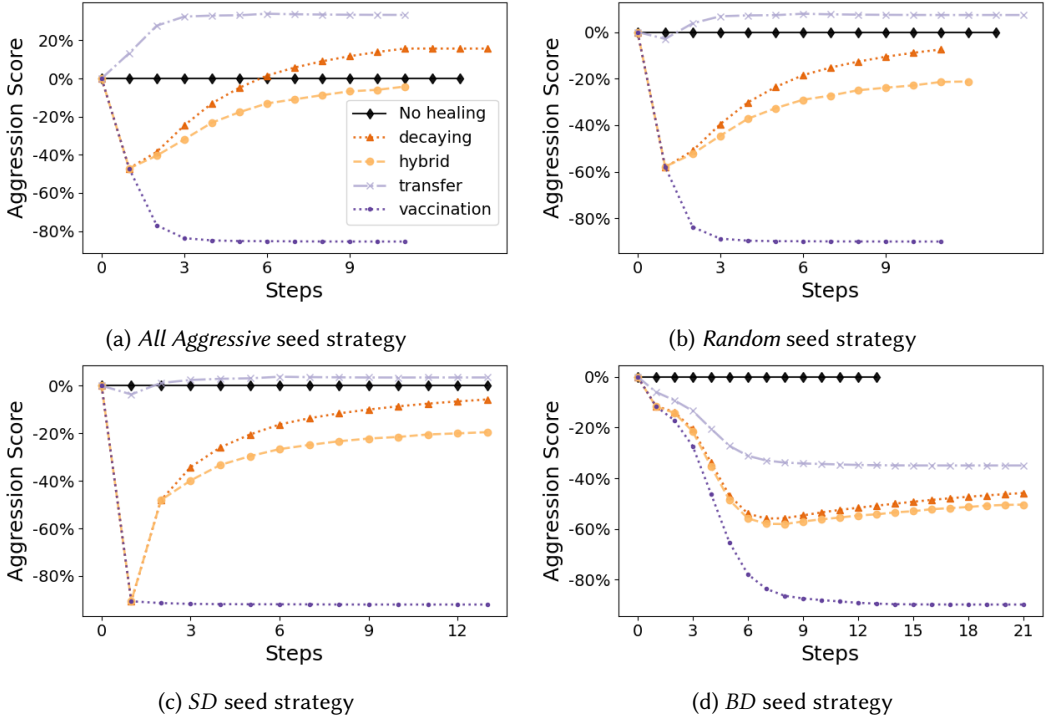 Aggression Score
20%
0%
-20%
-40%
-60%
-80%
No healing
decaying
hybrid
transfer
vaccination
0 3 6 9
Steps
(a) All Aggressive seed strategy
Aggression Score
0%
-20%
-40%
-60%
-80%
0 3 6 9
Steps
(b) Random seed strategy
Aggression Score
0%
-20%
-40%
-60%
-80%
0 3 6 9 12
Steps
(c) SD seed strategy
Aggression Score
0%
-20%
-40%
-60%
-80%
0 3 6 9 12 15 18 21
Steps
(d) BD seed strategy